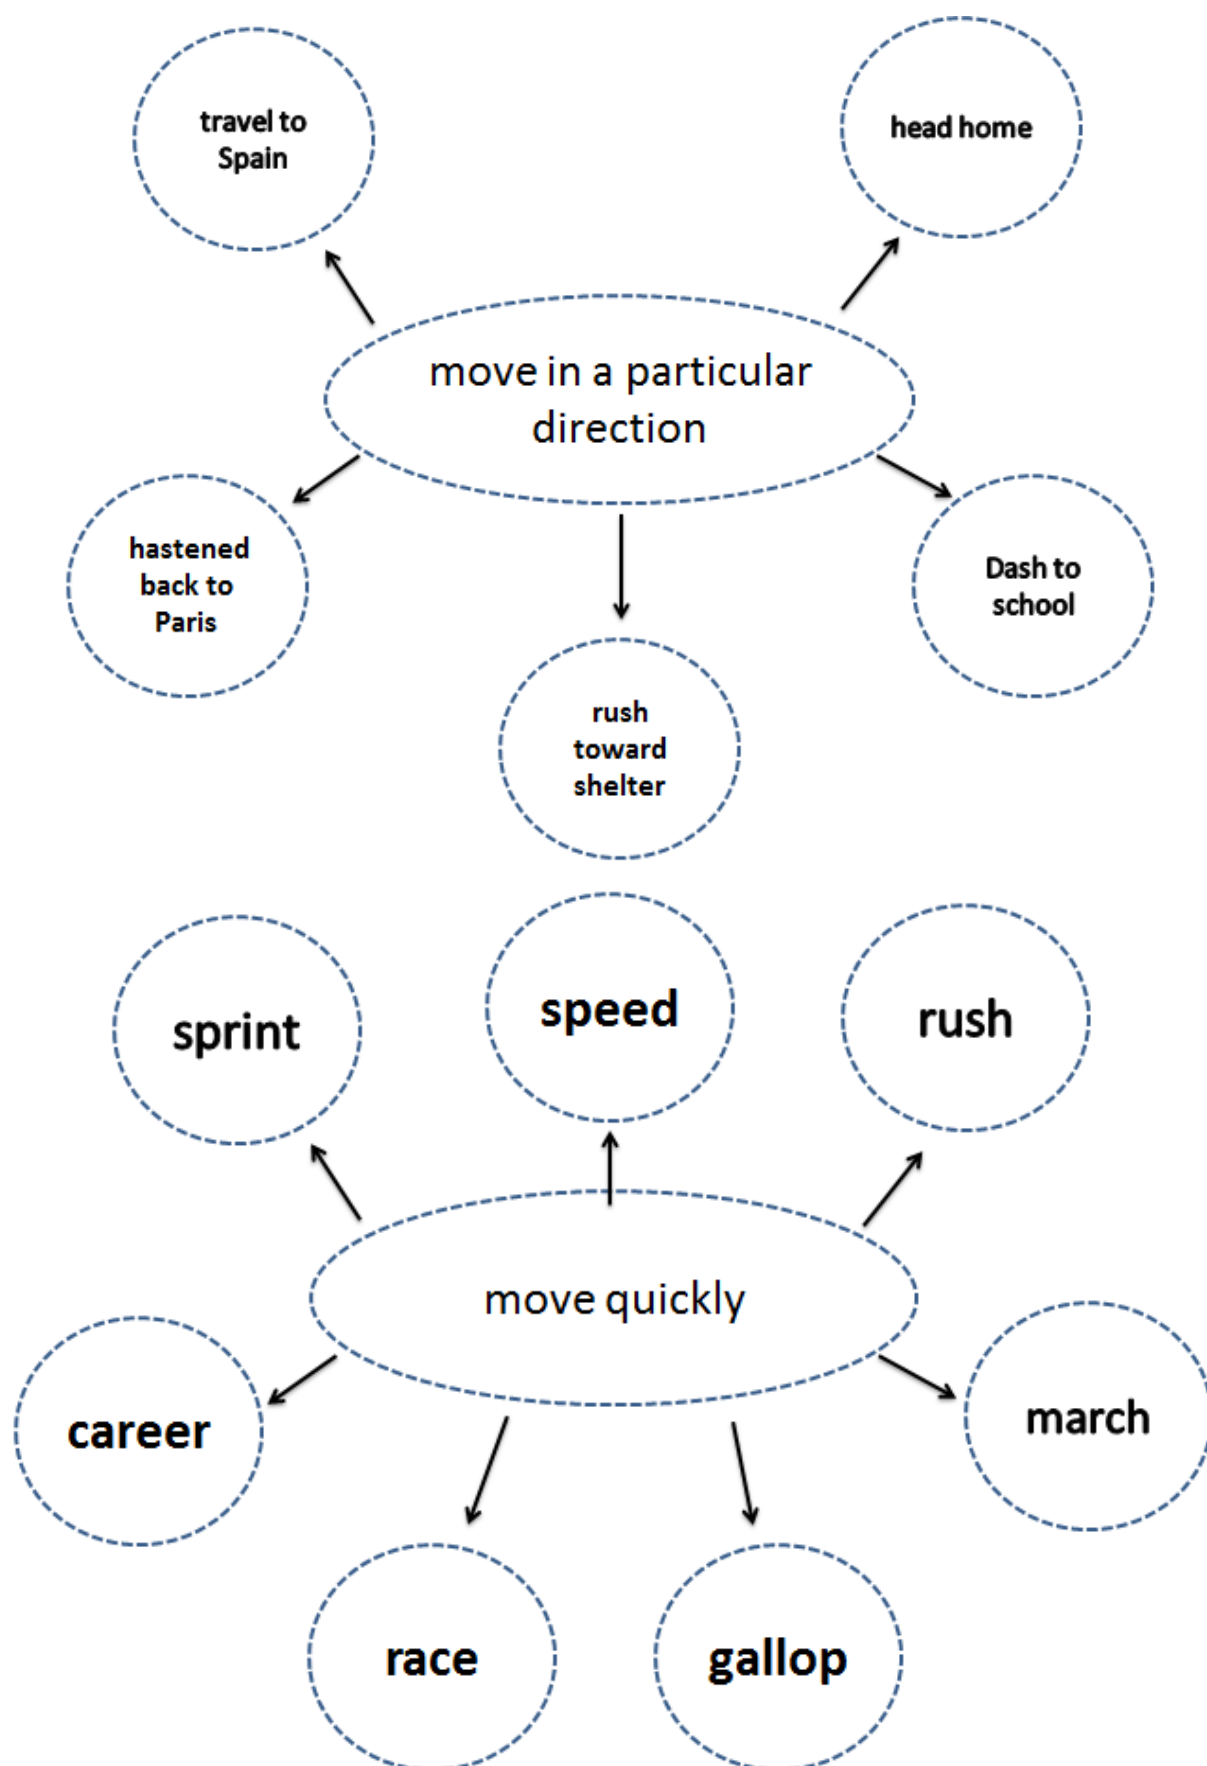 travel to
Spain
head home
move in a particular
direction
hastened
back to
Paris
Dash to
school
rush
toward
shelter
sprint
speed
rush
move quickly
career
march
race
gallop